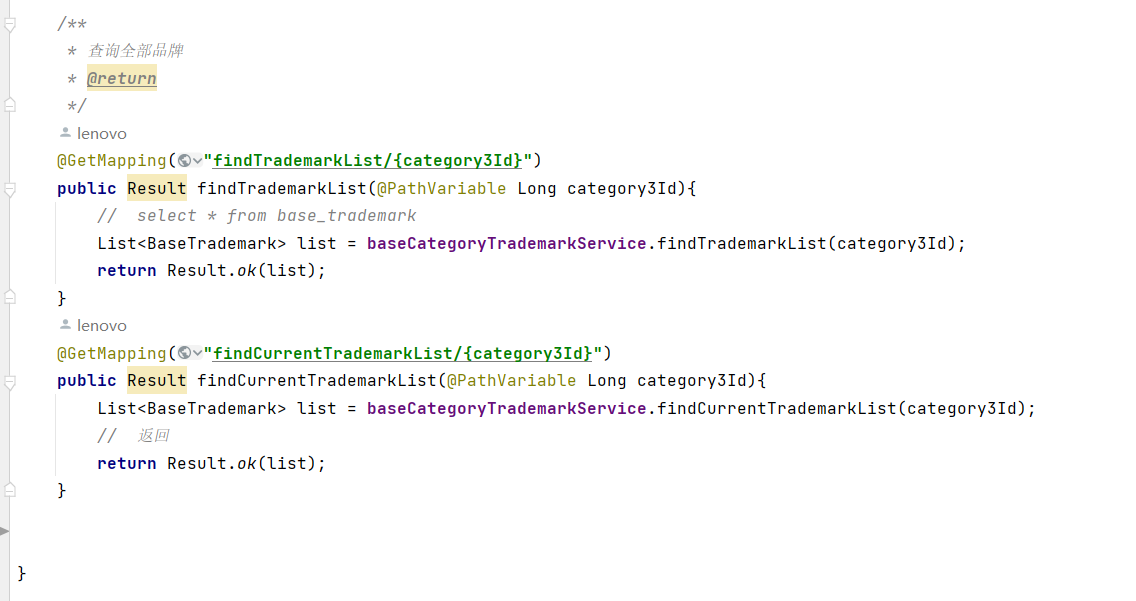 /**
* 查询全部品牌
* @return
*/
lenovo
@GetMapping("findTrademarkList/{category3Id}")
public Result findTrademarkList(@PathVariable Long category3Id){
//  select * from base_trademark
List<BaseTrademark> list = baseCategoryTrademarkService.findTrademarkList(category3Id);
return Result.ok(list);
}
lenovo
@GetMapping("findCurrentTrademarkList/{category3Id}")
public Result findCurrentTrademarkList(@PathVariable Long category3Id){
List<BaseTrademark> list = baseCategoryTrademarkService.findCurrentTrademarkList(category3Id);
//  返回
return Result.ok(list);
}
}